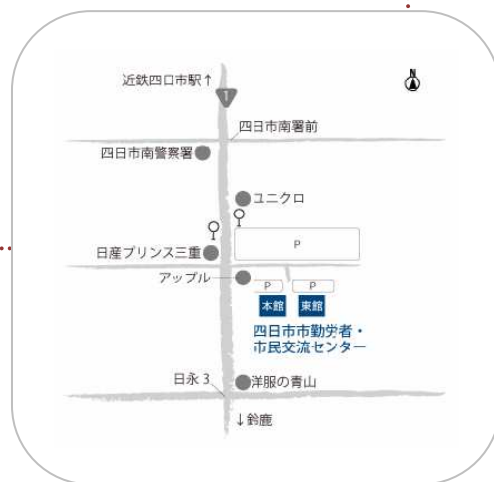 近鉄四日市駅↑
N
1
四日市南署前
四日市南警察署
ユニクロ
P
日産プリンス三重
アップル
P
P
本館
東館
四日市市勤労者・
市民交流センター
日永 3
洋服の青山
↓鈴鹿